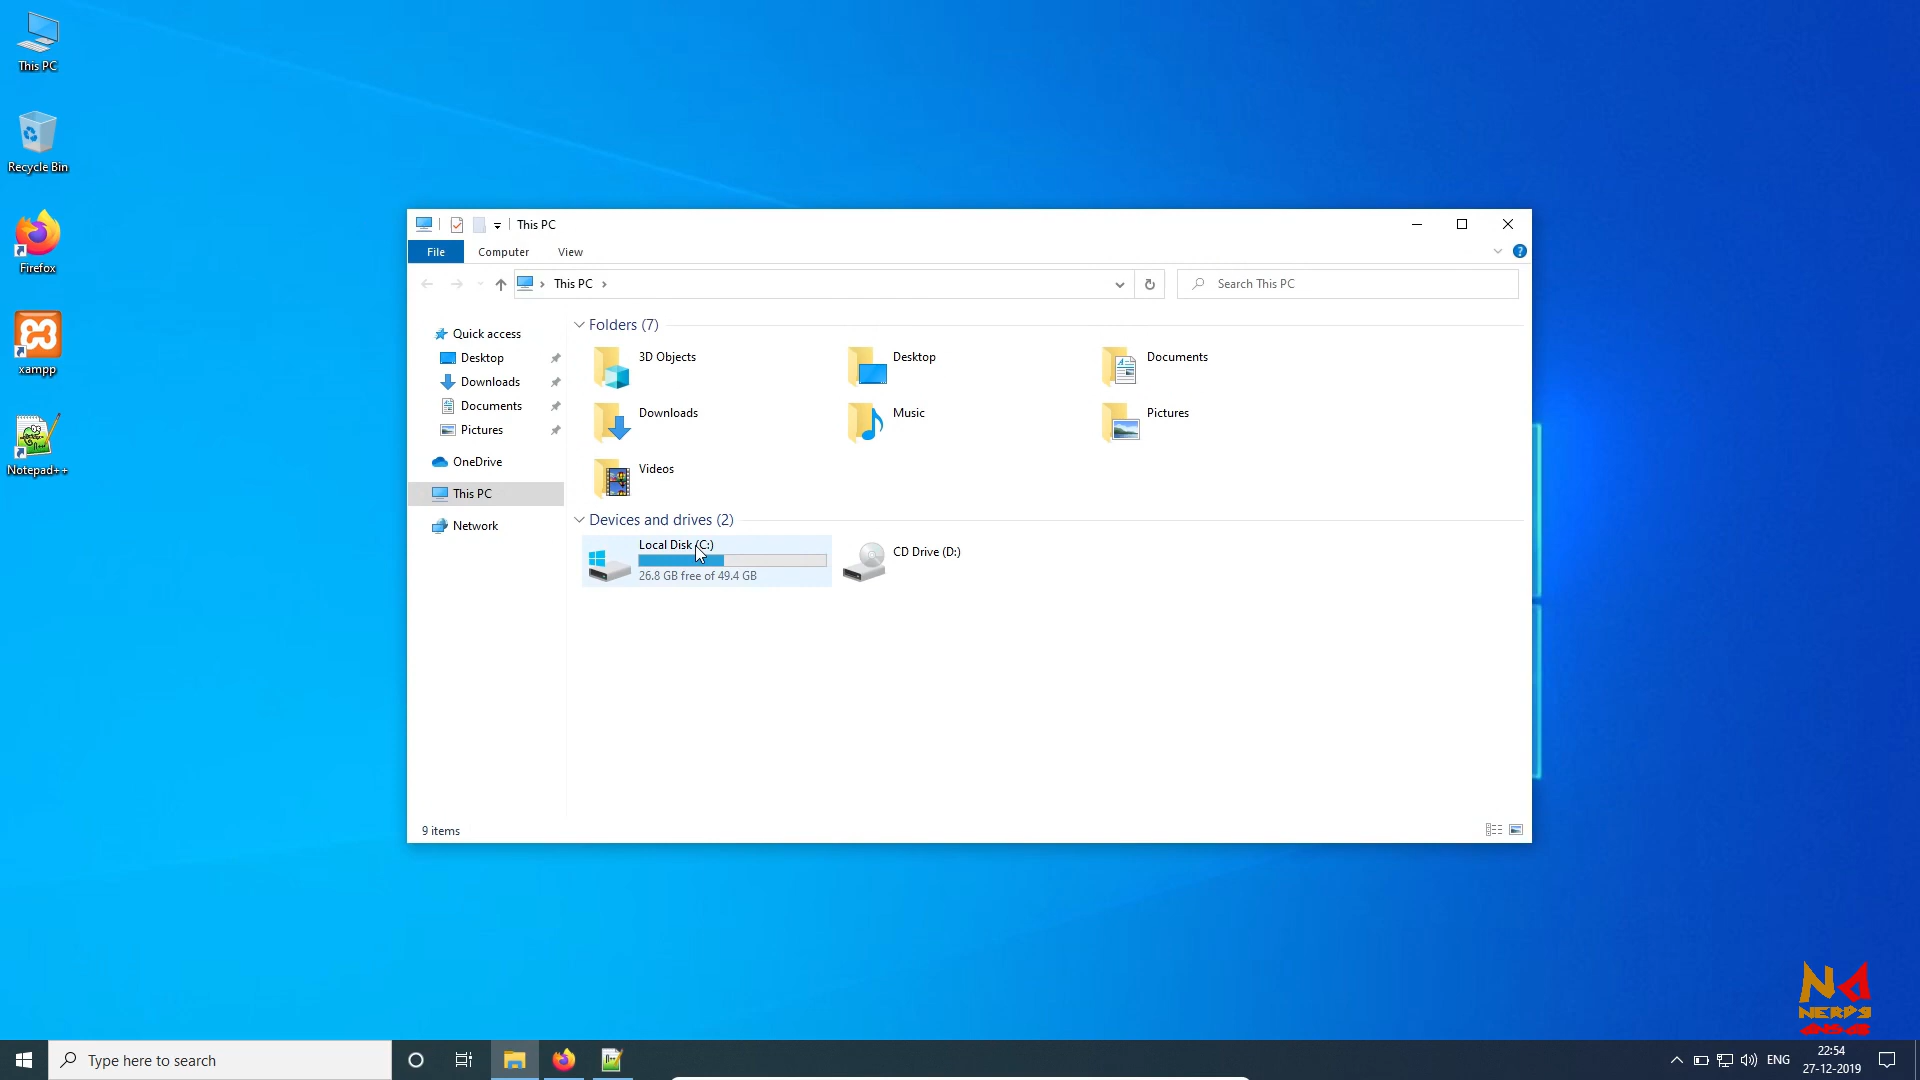 This PC
Recycle Bin
Firefox
xampp
Notepad++
This PC
File
Computer
View
This PC
Search This PC
Quick access
Desktop
Downloads
Documents
Pictures
OneDrive
This PC
Network
Folders (7)
3D Objects
Desktop
Documents
Downloads
Music
Pictures
Videos
Devices and drives (2)
Local Disk (C:)
26.8 GB free of 49.4 GB
CD Drive (D:)
9 items
Type here to search
ENG
22:54
27-12-2019